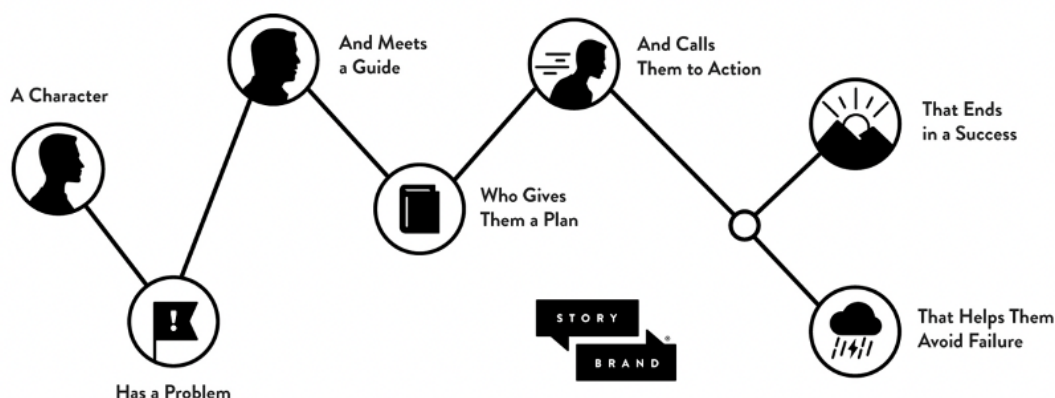 A Character
Has a Problem
And Meets
a Guide
Who Gives
Them a Plan
And Calls
Them to Action
That Ends
in a Success
That Helps Them
Avoid Failure
!
STORY
BRAND
®